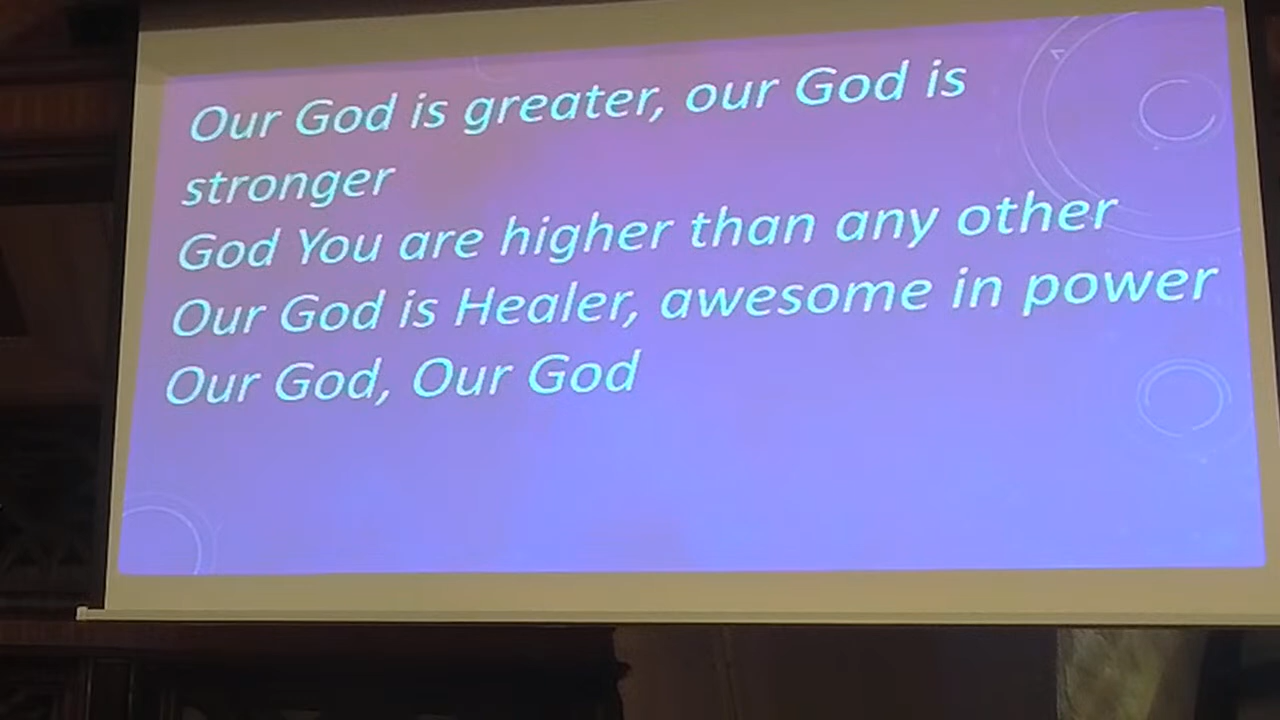 Our God is greater, our God is
stronger
God You are higher than any other
Our God is Healer, awesome in power
Our God, Our God